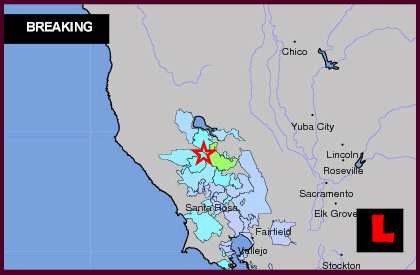 BREAKING
Chico
Yuba City
Lincoln
Roseville
Sacramento
Santa Rosa
Elk Grove
Fairfield
Vallejo
Stockton
L